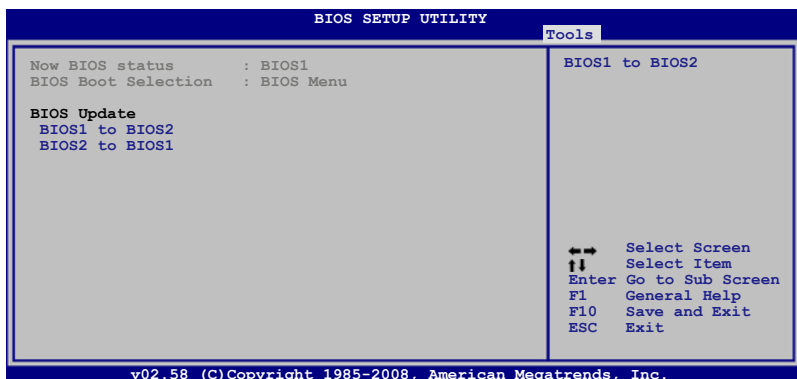 BIOS SETUP UTILITY
Tools
Now BIOS status : BIOS1
BIOS Boot Selection : BIOS Menu
BIOS Update
BIOS1 to BIOS2
BIOS2 to BIOS1
BIOS1 to BIOS2
Select Screen
Select Item
Enter Go to Sub Screen
F1 General Help
F10 Save and Exit
ESC Exit
v02.58 (C)Copyright 1985-2008, American Megatrends, Inc.